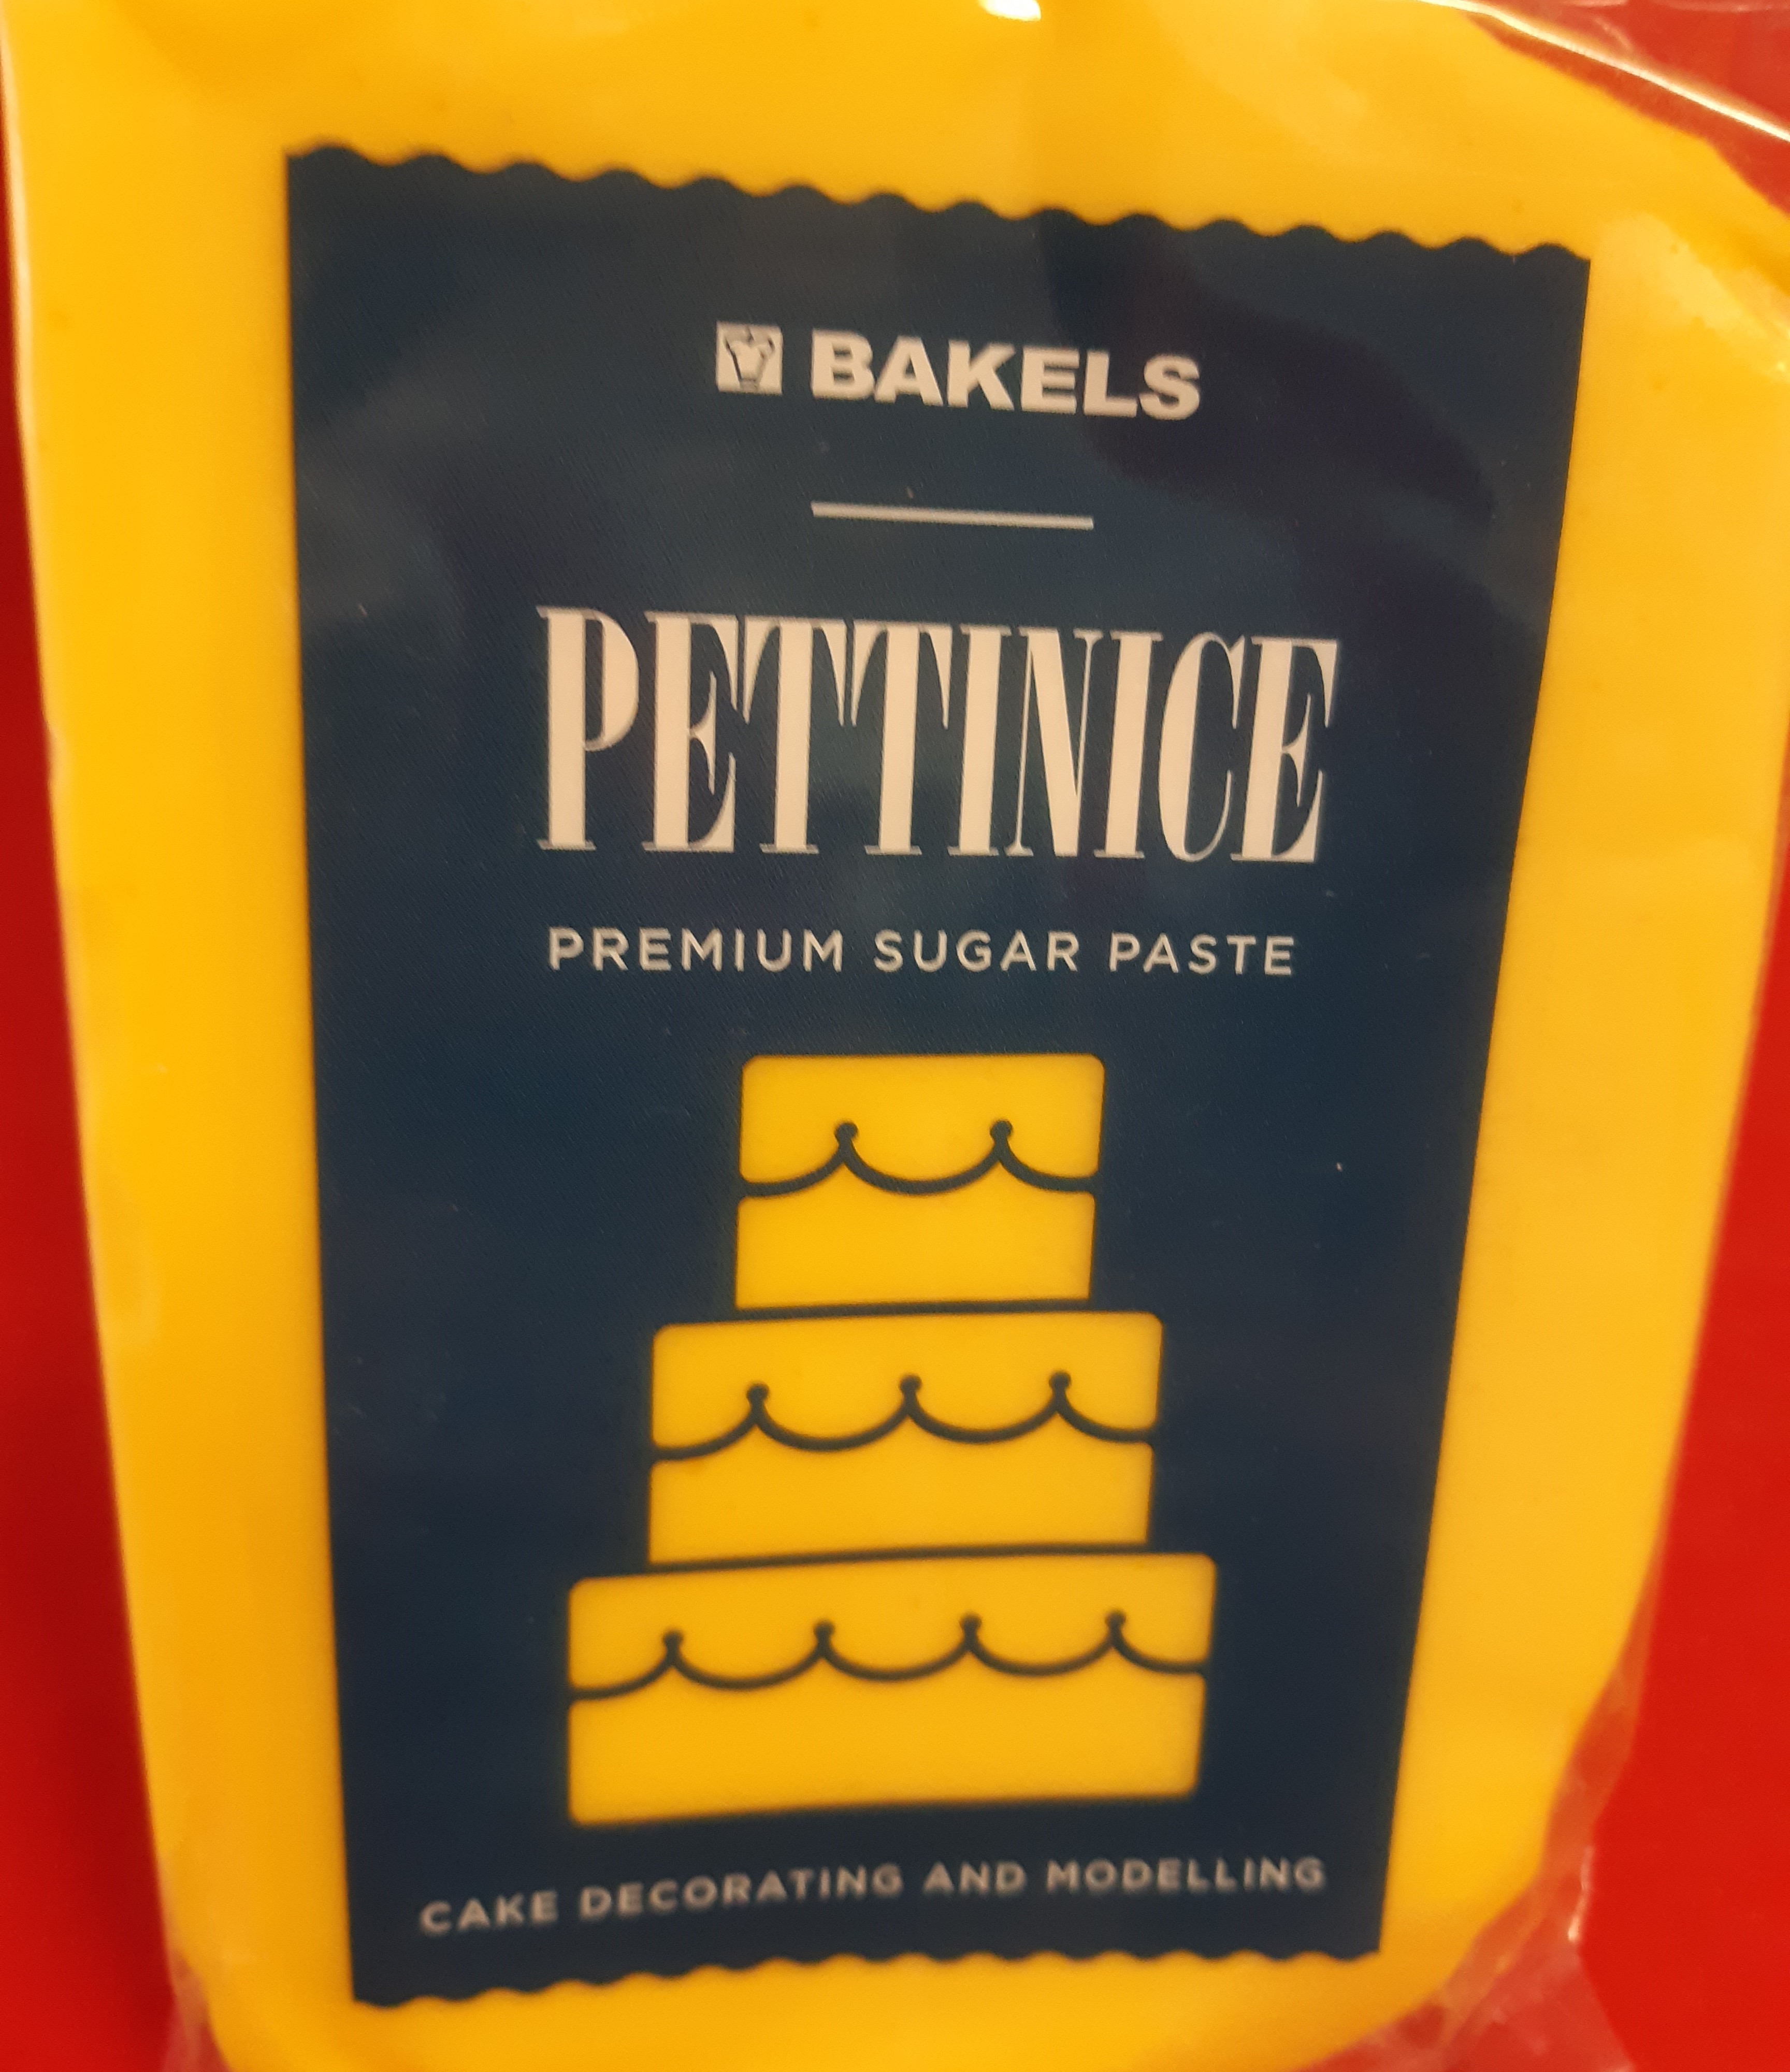 BAKELS
PETTINICE
PREMIUM SUGAR PASTE
CAKE DECORATING AND MODELLING